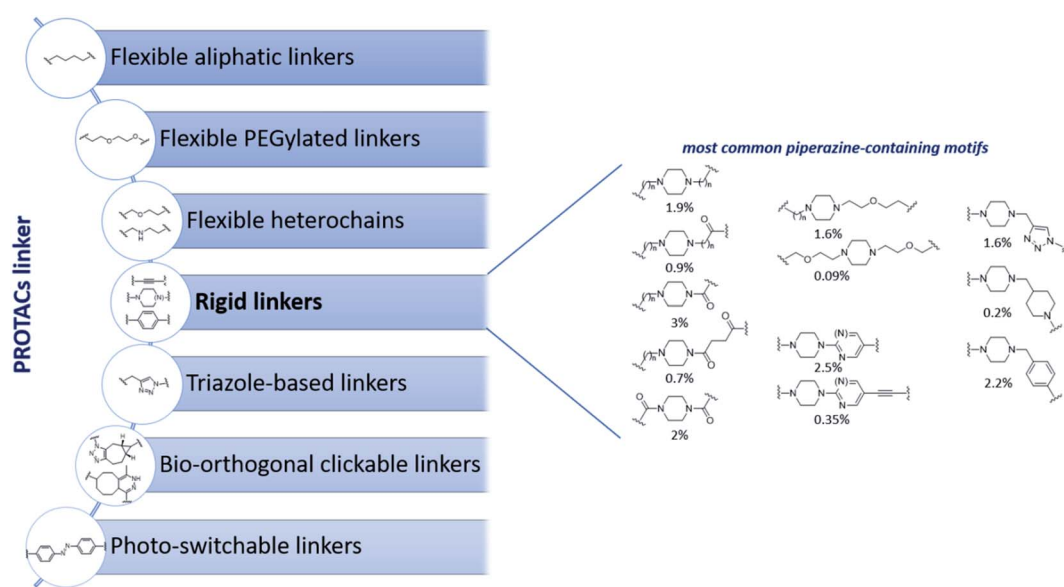 PROTACs linker
Flexible aliphatic linkers
Flexible PEGylated linkers
Flexible heterochains
Rigid linkers
Triazole-based linkers
Bio-orthogonal clickable linkers
Photo-switchable linkers
most common piperazine-containing motifs
1.9%
0.9%
3%
0.7%
2%
1.6%
0.09%
2.5%
0.35%
1.6%
0.2%
2.2%